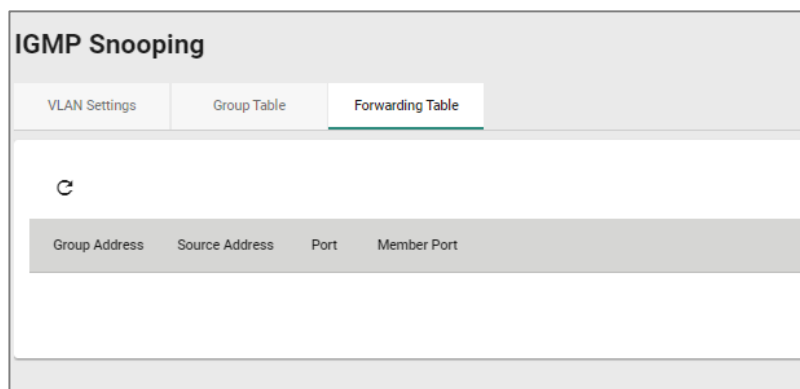 IGMP Snooping
VLAN Settings Group Table Forwarding Table
Group Address Source Address Port Member Port